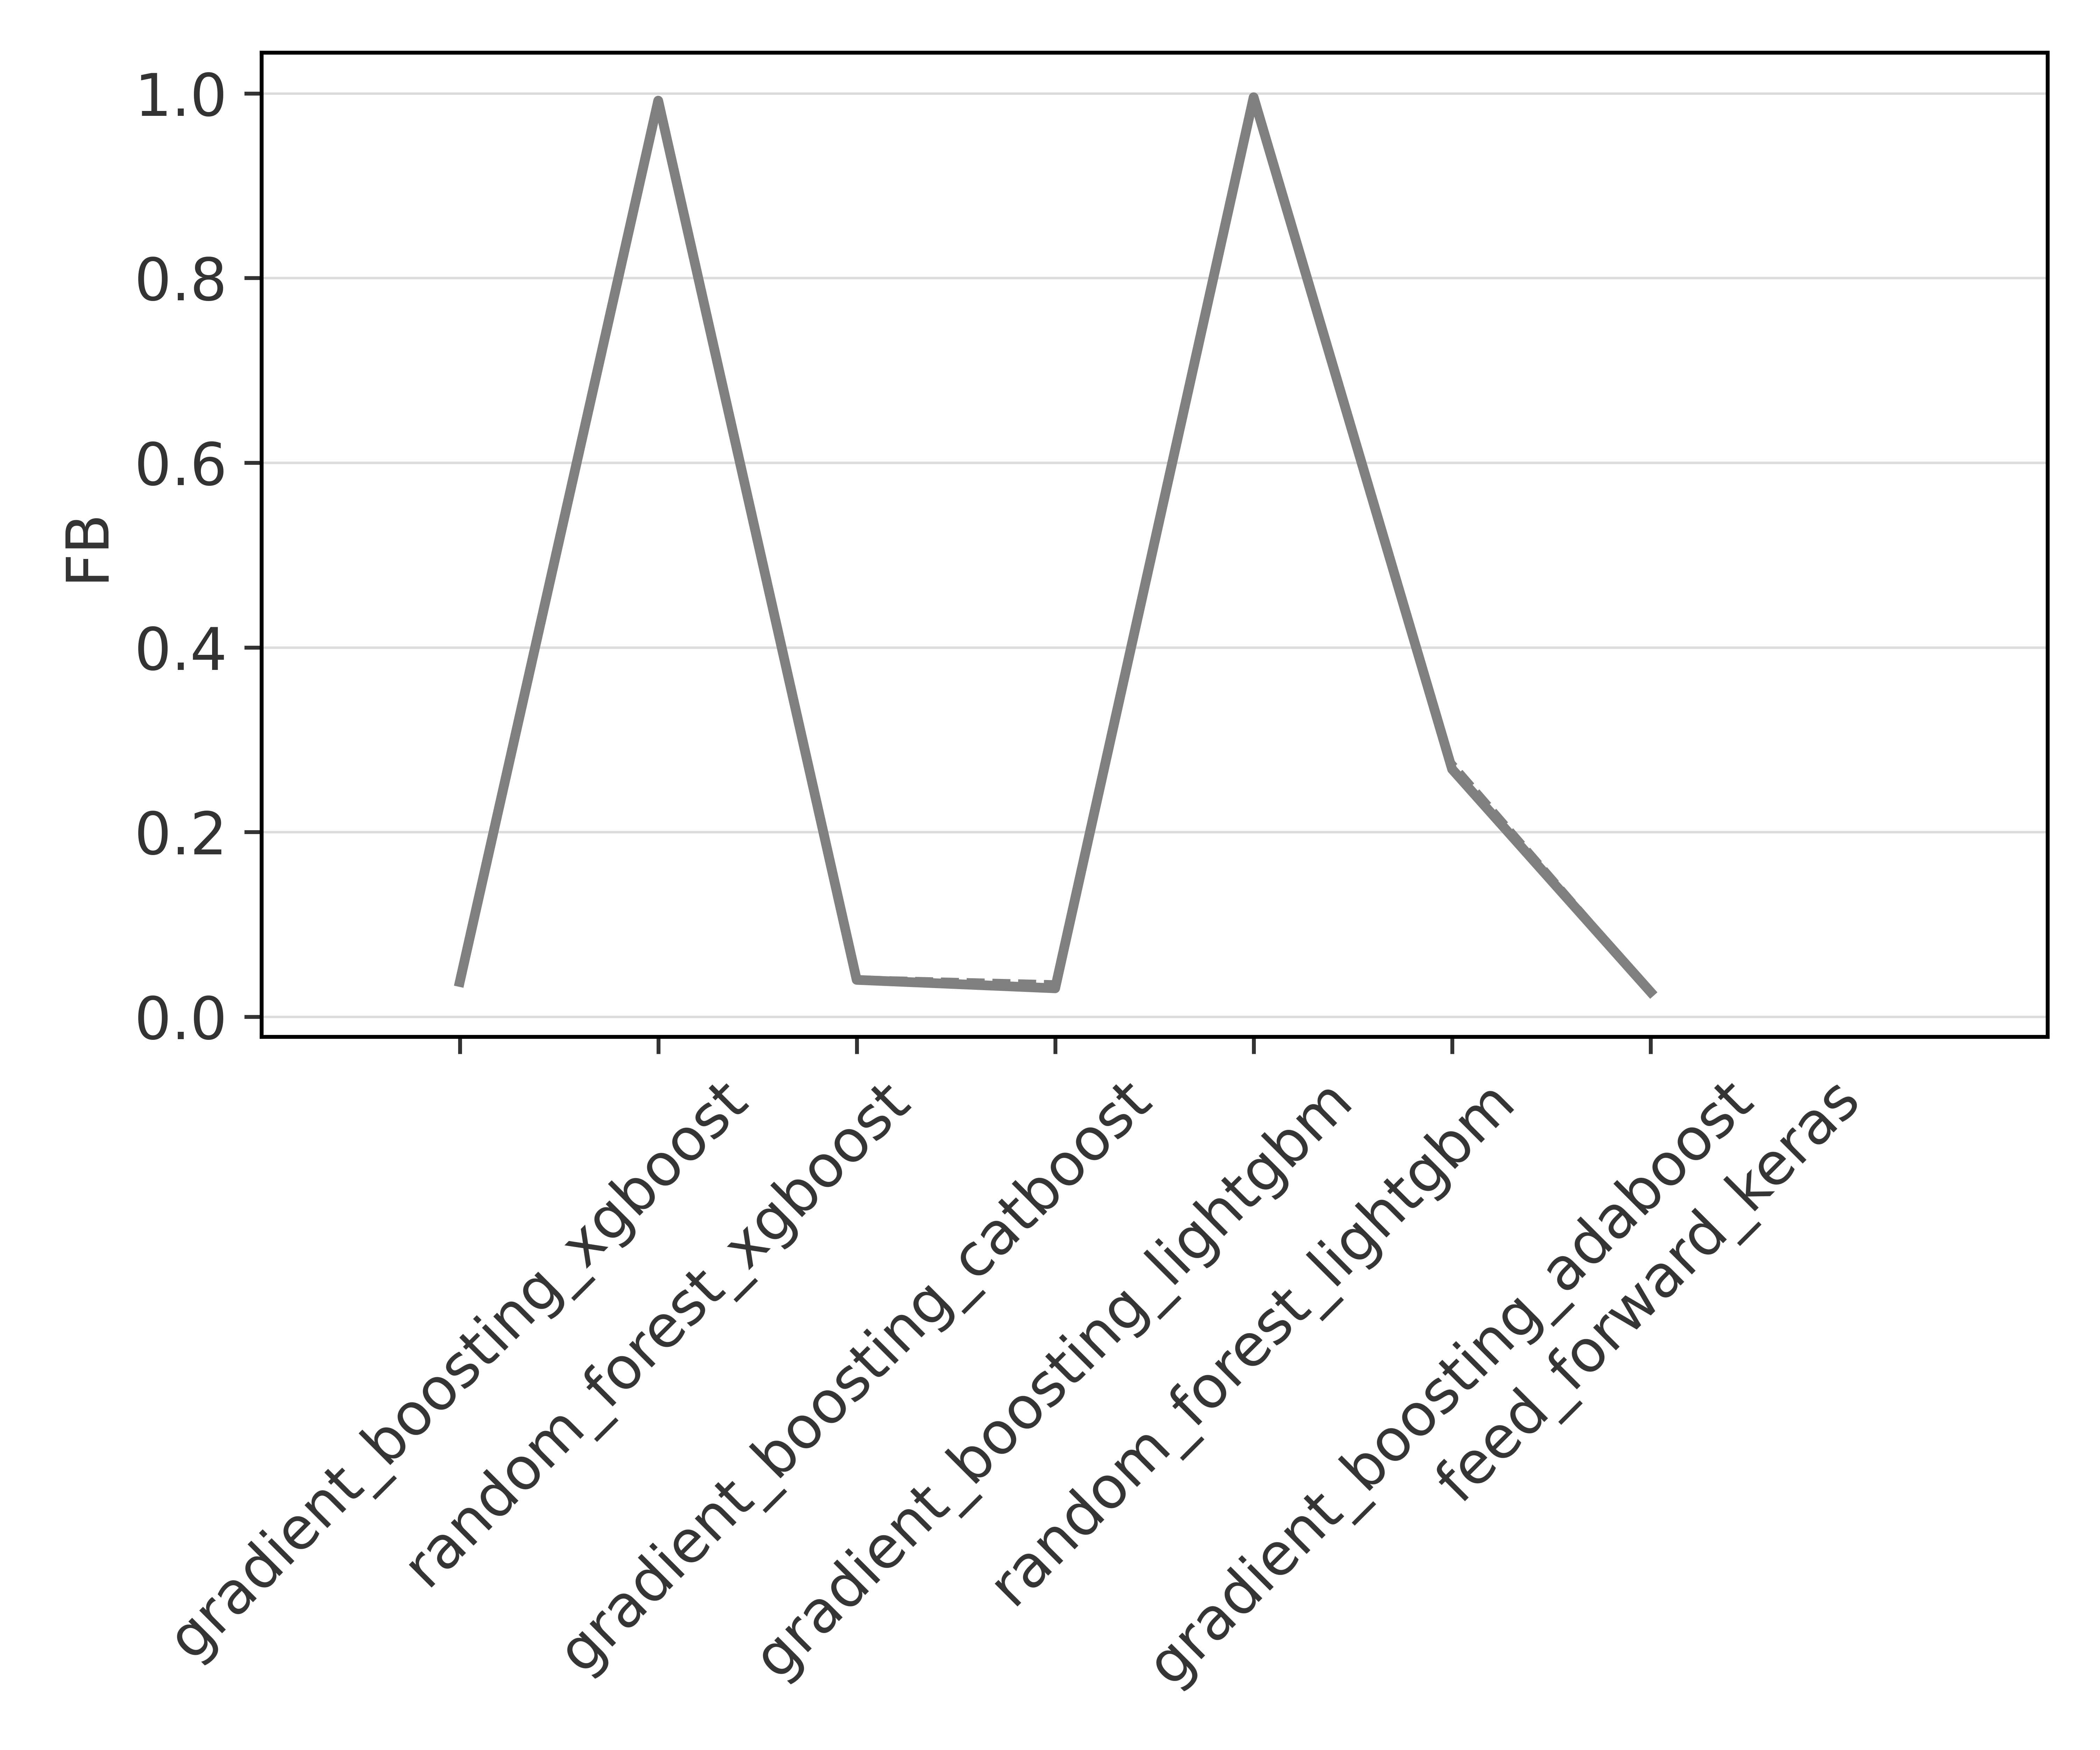 FB
1.0
0.8
0.6
0.4
0.2
0.0
gradient_boosting_xgboost
random_forest_xgboost
gradient_boosting_catboost
gradient_boosting_lightgbm
random_forest_lightgbm
gradient_boosting_adaboost
feed_forward_keras